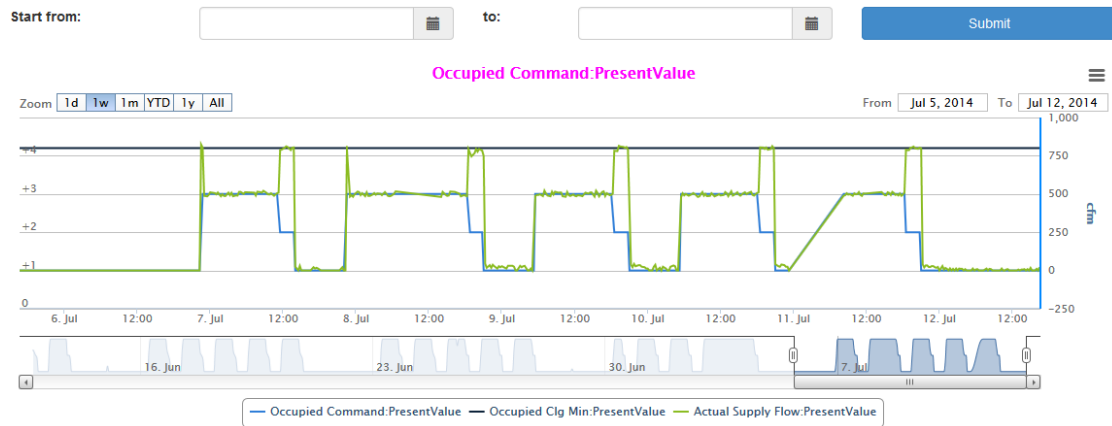 Start from: to: Submit
Occupied Command:PresentValue
Zoom 1d 1w 1m YTD 1y All From Jul 5, 2014 To Jul 12, 2014
1,000
+4 750
+3 500
+2 250
+1 0
0 -250
cfm
6. Jul 12:00 7. Jul 12:00 8. Jul 12:00 9. Jul 12:00 10. Jul 12:00 11. Jul 12:00 12. Jul 12:00
16. Jun 23. Jun 30. Jun 7. Jul
Occupied Command:PresentValue Occupied Clg Min:PresentValue Actual Supply Flow:PresentValue